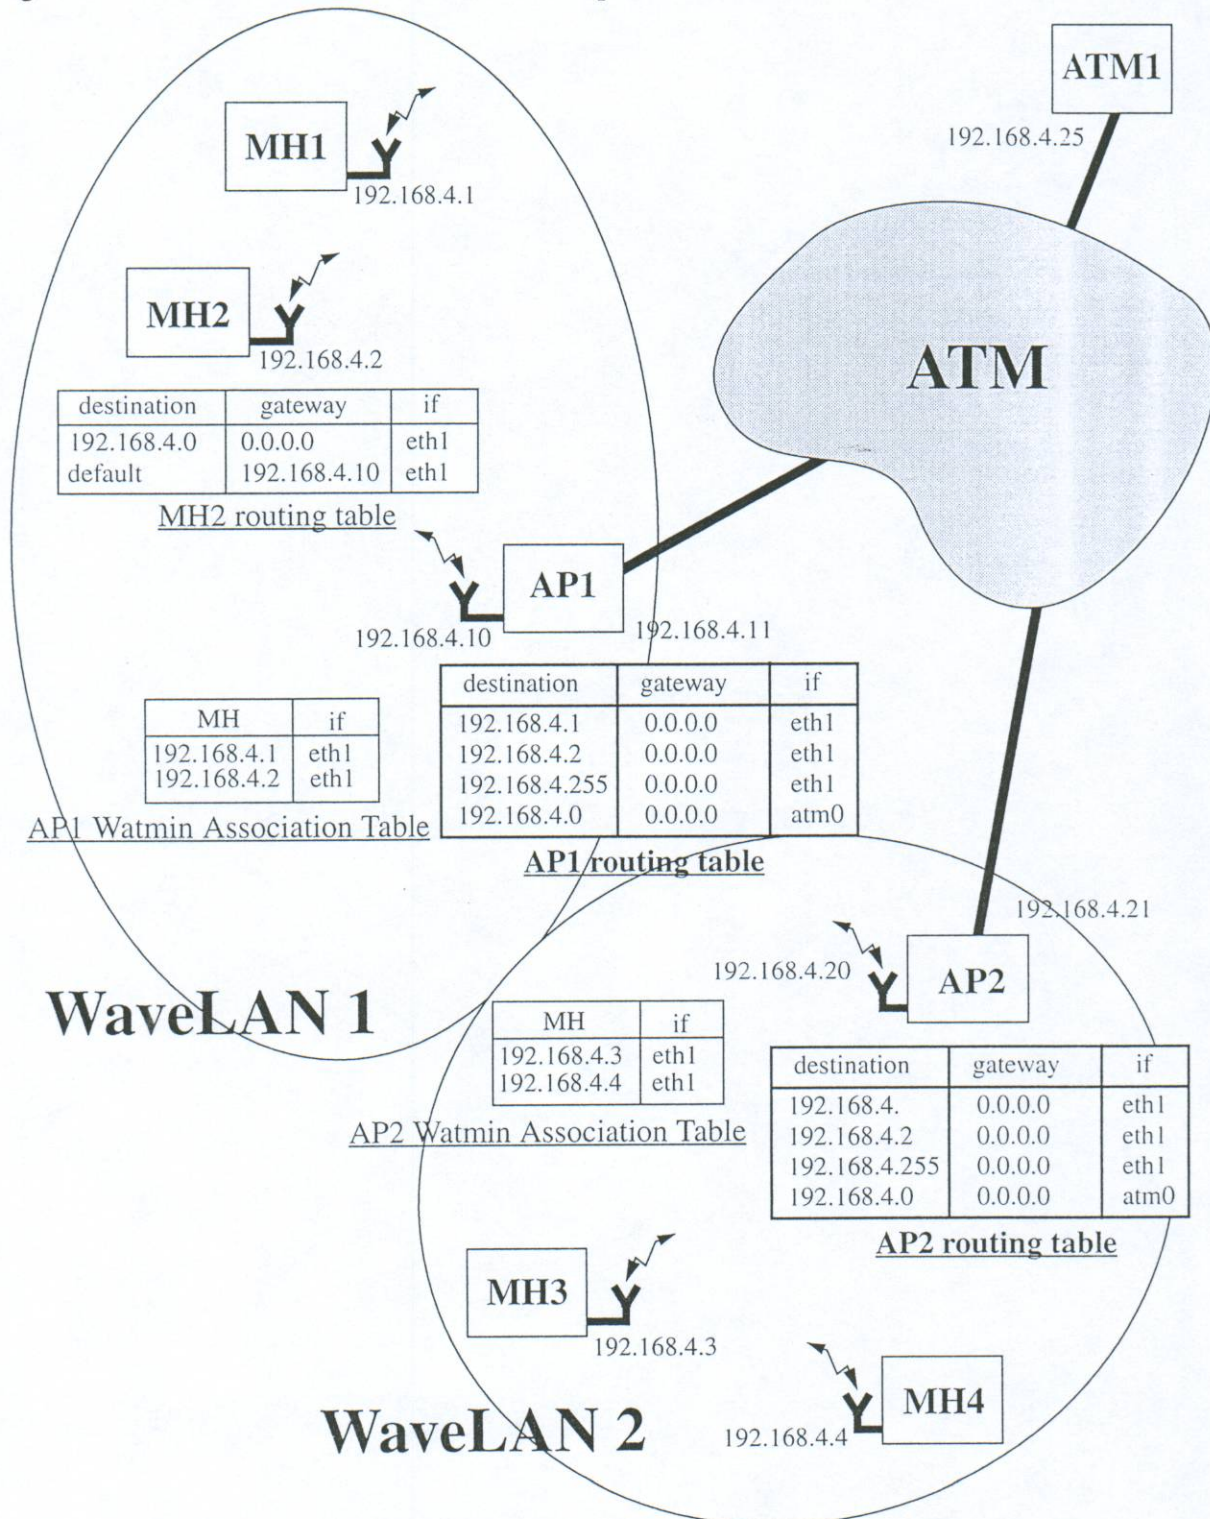 ATM1
192.168.4.25
MH1
192.168.4.1
MH2
192.168.4.2
ATM
destination gateway if
192.168.4.0 0.0.0.0 eth1
default 192.168.4.10 eth1
MH2 routing table
AP1
192.168.4.10
192.168.4.11
destination gateway if
192.168.4.1 0.0.0.0 eth1
192.168.4.2 0.0.0.0 eth1
192.168.4.255 0.0.0.0 eth1
192.168.4.0 0.0.0.0 atm0
AP1 routing table
MH if
192.168.4.1 eth1
192.168.4.2 eth1
AP1 Watmin Association Table
WaveLAN 1
192.168.4.21
192.168.4.20
AP2
MH if
192.168.4.3 eth1
192.168.4.4 eth1
AP2 Watmin Association Table
destination gateway if
192.168.4. 0.0.0.0 eth1
192.168.4.2 0.0.0.0 eth1
192.168.4.255 0.0.0.0 eth1
192.168.4.0 0.0.0.0 atm0
AP2 routing table
MH3
192.168.4.3
MH4
192.168.4.4
WaveLAN 2